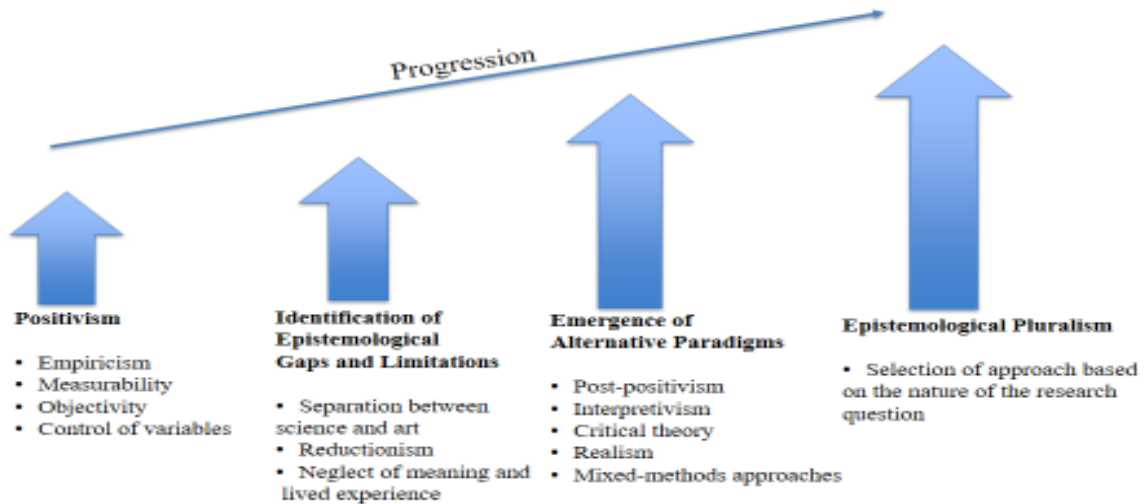 Progression
Positivism
• Empiricism
• Measurability
• Objectivity
• Control of variables
Identification of
Epistemological
Gaps and Limitations
• Separation between
science and art
• Reductionism
• Neglect of meaning and
lived experience
Emergence of
Alternative Paradigms
• Post-positivism
• Interpretivism
• Critical theory
• Realism
• Mixed-methods approaches
Epistemological Pluralism
• Selection of approach based
on the nature of the research
question